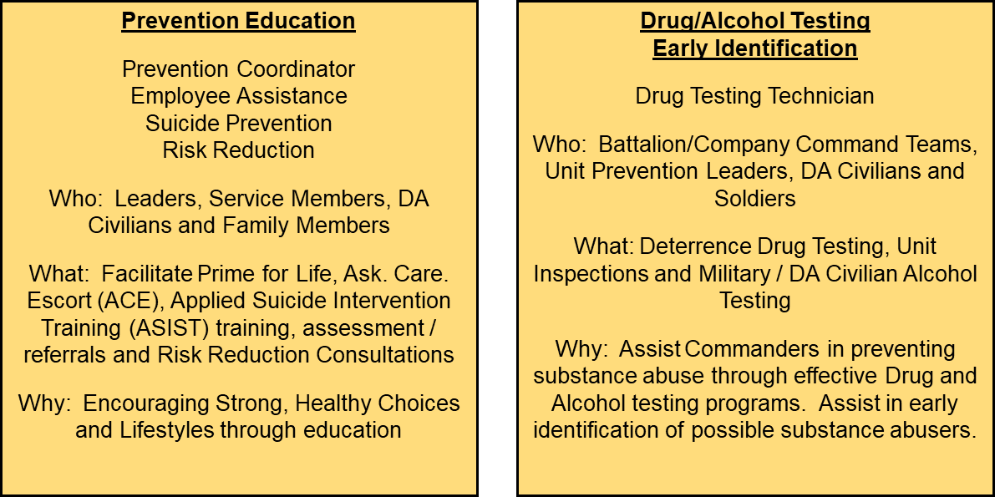 Prevention Education
Prevention Coordinator
Employee Assistance
Suicide Prevention
Risk Reduction
Who:  Leaders, Service Members, DA
Civilians and Family Members
What:  Facilitate Prime for Life, Ask. Care.
Escort (ACE), Applied Suicide Intervention
Training (ASIST) training, assessment /
referrals and Risk Reduction Consultations
Why:  Encouraging Strong, Healthy Choices
and Lifestyles through education
Drug/Alcohol Testing
Early Identification
Drug Testing Technician
Who:  Battalion/Company Command Teams,
Unit Prevention Leaders, DA Civilians and
Soldiers
What: Deterrence Drug Testing, Unit
Inspections and Military / DA Civilian Alcohol
Testing
Why:  Assist Commanders in preventing
substance abuse through effective Drug and
Alcohol testing programs.  Assist in early
identification of possible substance abusers.